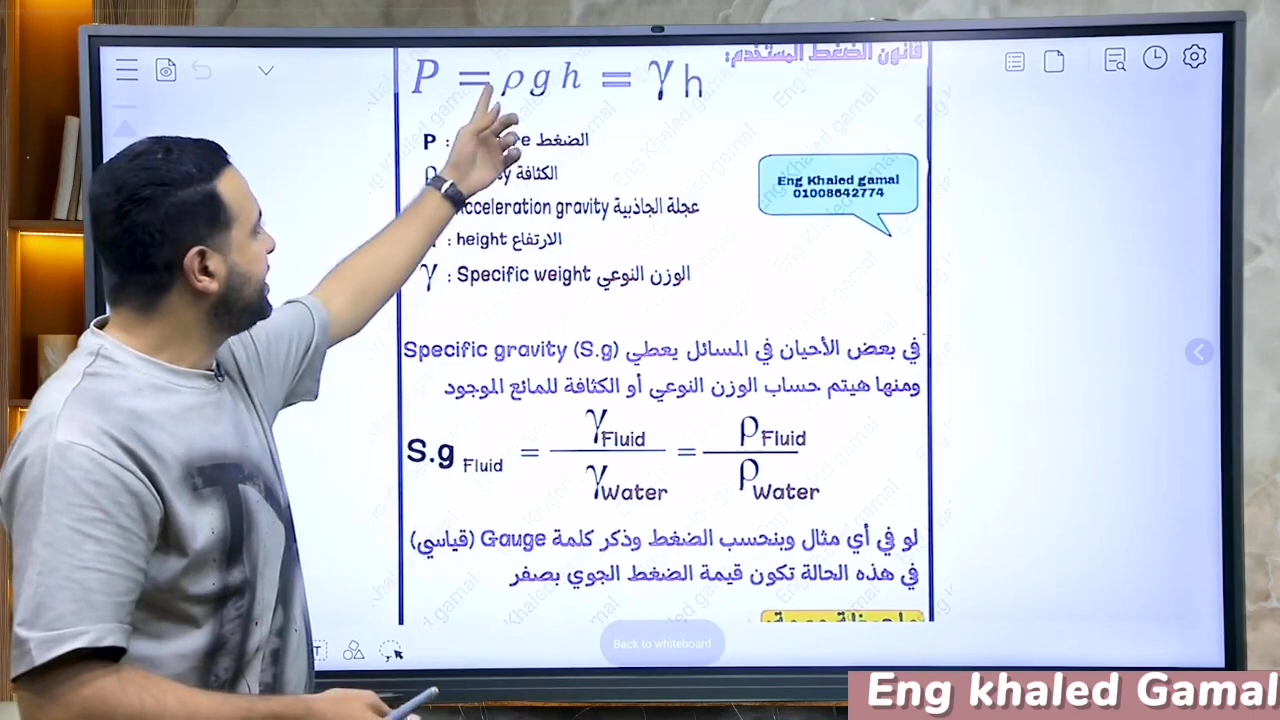 قانون الضغط المستخدم:
P = ρ g h = γ h
P : الضغط
الكثافة
acceleration gravity عجلة الجاذبية
: height الارتفاع
γ : Specific weight الوزن النوعي
Eng Khaled gamal
01008642774
في بعض الأحيان في المسائل يعطي Specific gravity (S.g)
ومنها هيتم حساب الوزن النوعي أو الكثافة للمائع الموجود
S.g Fluid = γFluid / γWater = ρFluid / ρWater
لو في أي مثال وبنحسب الضغط وذكر كلمة Gauge (قياسي)
في هذه الحالة تكون قيمة الضغط الجوي بصفر
Back to whiteboard
Eng khaled Gamal